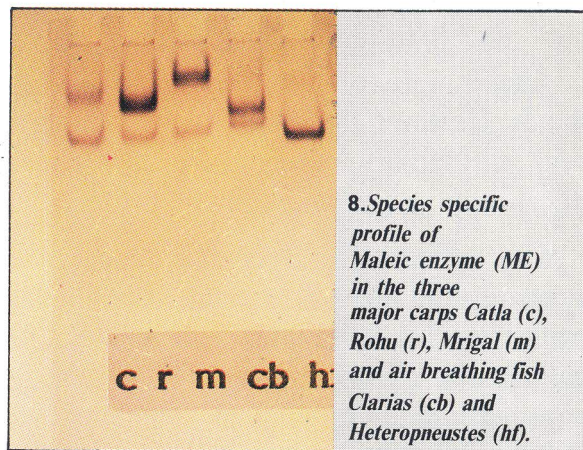 c r m cb h
8.Species specific
profile of
Maleic enzyme (ME)
in the three
major carps Catla (c),
Rohu (r), Mrigal (m)
and air breathing fish
Clarias (cb) and
Heteropneustes (hf).